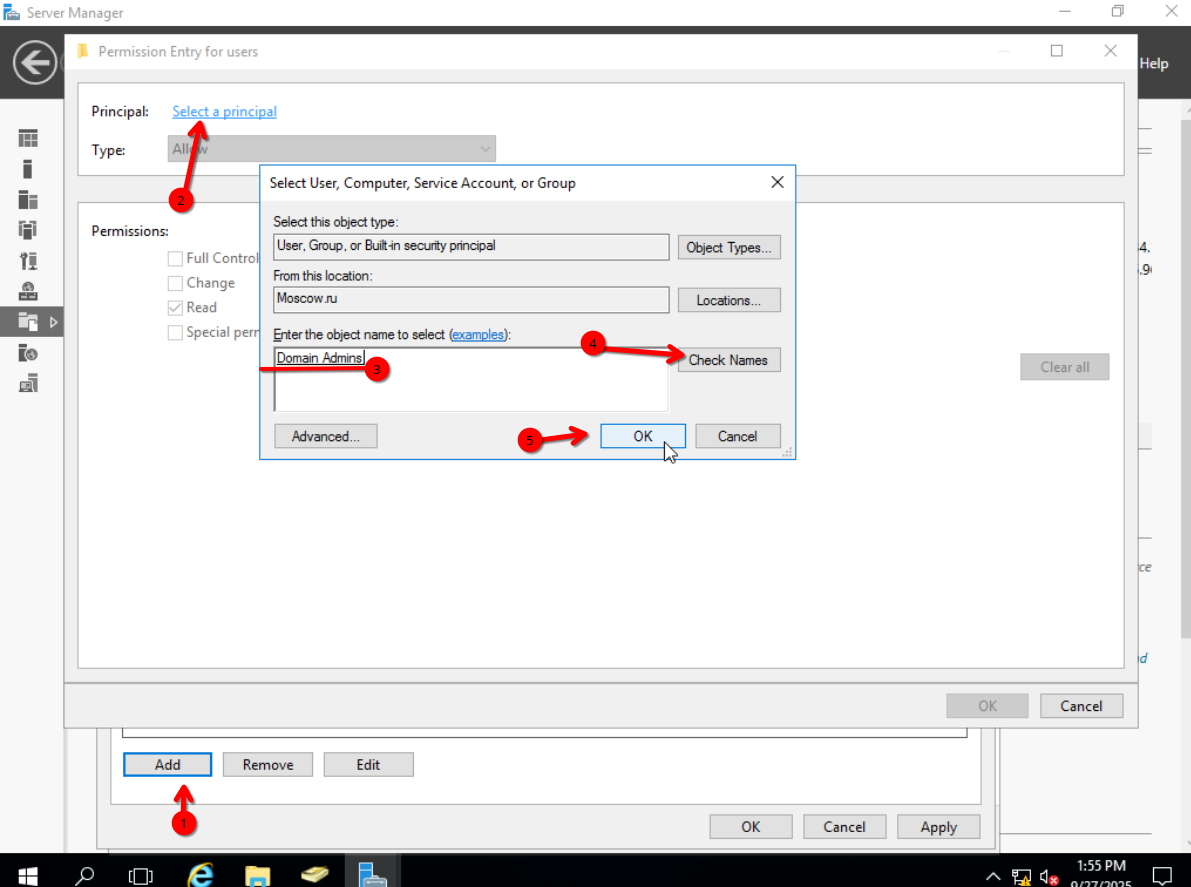 Server Manager
Permission Entry for users
Help
Principal: Select a principal
Type: Allow
2
Select User, Computer, Service Account, or Group
Select this object type:
User, Group, or Built-in security principal
Object Types...
From this location:
Moscow.ru
Locations...
Enter the object name to select (examples):
4
Domain Admins
3
Check Names
Advanced...
5
OK
Cancel
Permissions:
Full Control
Change
Read
Special perm
Clear all
OK
Cancel
Add
Remove
Edit
1
OK
Cancel
Apply
1:55 PM
9/27/2025